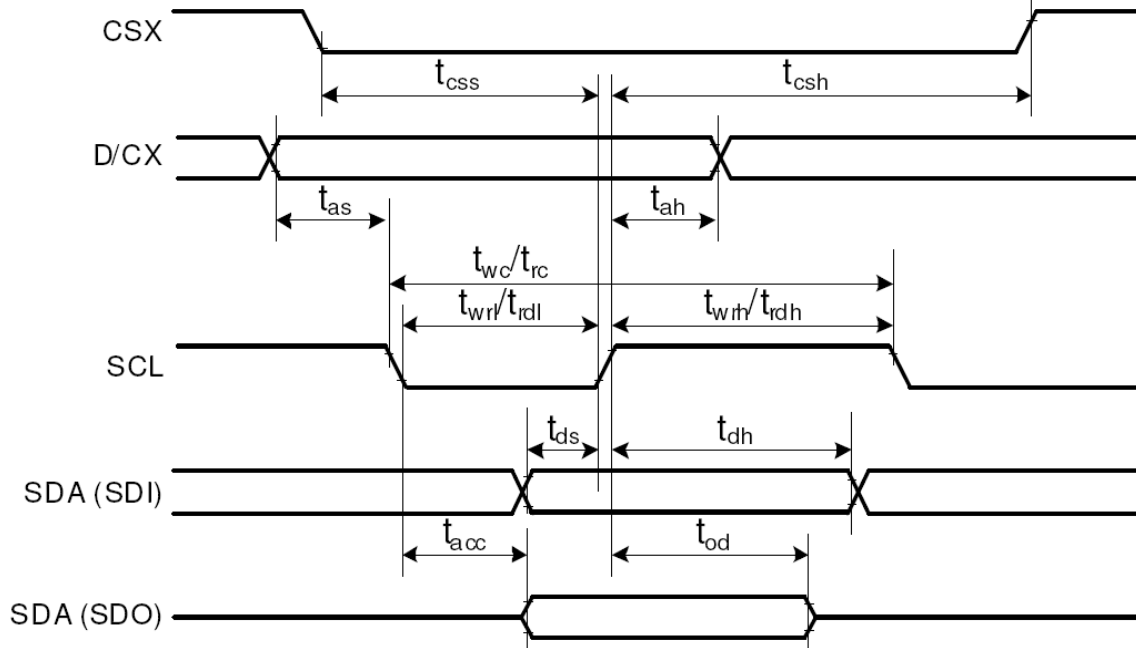 CSX
tcss
tcsh
D/CX
tas
tah
twc/trc
twrl/trdl
twrh/trdh
SCL
tds
tdh
SDA (SDI)
tacc
tod
SDA (SDO)